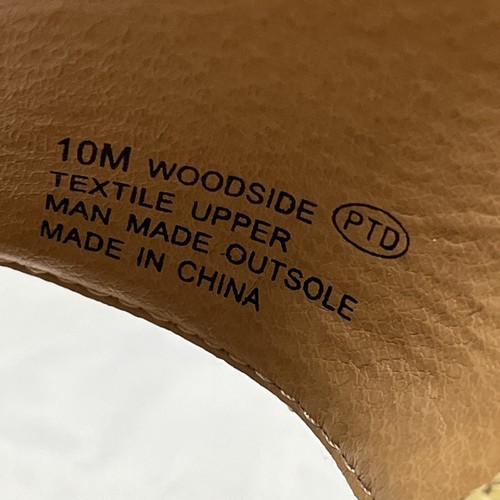 10M WOODSIDE PTD
TEXTILE UPPER
MAN MADE OUTSOLE
MADE IN CHINA